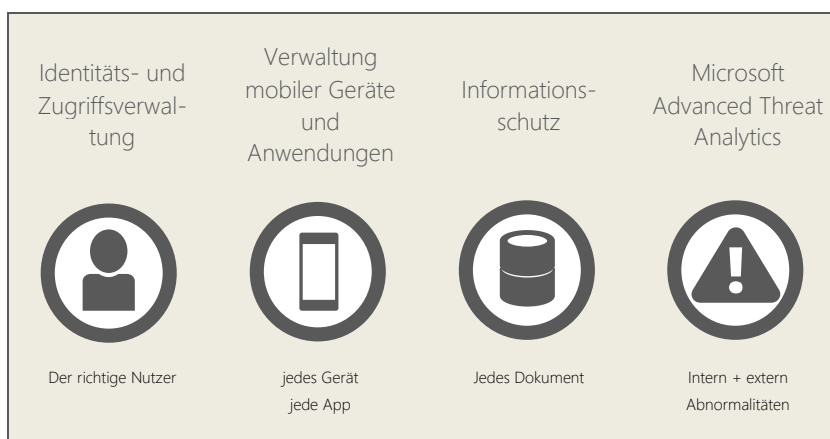 Identitäts- und
Zugriffsverwal-
tung
Verwaltung
mobiler Geräte
und
Anwendungen
Informations-
schutz
Microsoft
Advanced Threat
Analytics
Der richtige Nutzer
jedes Gerät
jede App
Jedes Dokument
Intern + extern
Abnormalitäten